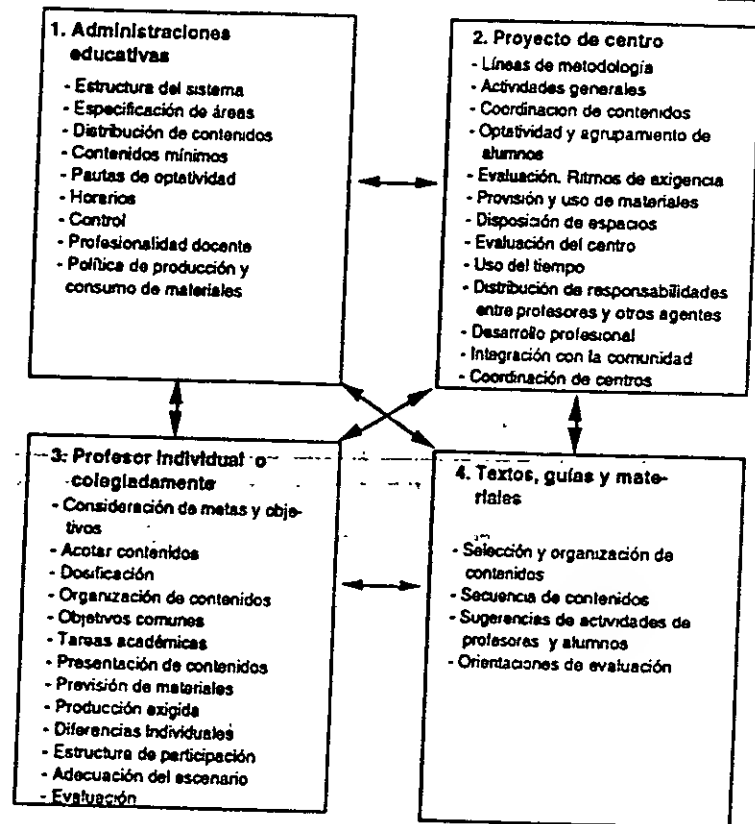 1. Administraciones
educativas
- Estructura del sistema
- Especificación de áreas
- Distribución de contenidos
- Contenidos mínimos
- Pautas de optatividad
- Horarios
- Control
- Profesionalidad docente
- Política de producción y
consumo de materiales
2. Proyecto de centro
- Líneas de metodología
- Actividades generales
- Coordinacion de contenidos
- Optatividad y agrupamiento de
alumnos
- Evaluación. Ritmos de exigencia
- Provisión y uso de materiales
- Disposición de espacios
- Evaluación del centro
- Uso del tiempo
- Distribución de responsabilidades
entre profesores y otros agentes
- Desarrollo profesional
- Integración con la comunidad
- Coordinación de centros
3. Profesor individual o
colegiadamente
- Consideración de metas y obje-
tivos
- Acotar contenidos
- Dosificación
- Organización de contenidos
- Objetivos comunes
- Tareas académicas
- Presentación de contenidos
- Previsión de materiales
- Producción exigida
- Diferencias individuales
- Estructura de participación
- Adecuación del escenario
- Evaluación
4. Textos, guías y mate-
riales
- Selección y organización de
contenidos
- Secuencia de contenidos
- Sugerencias de actividades de
profesores y alumnos
- Orientaciones de evaluación